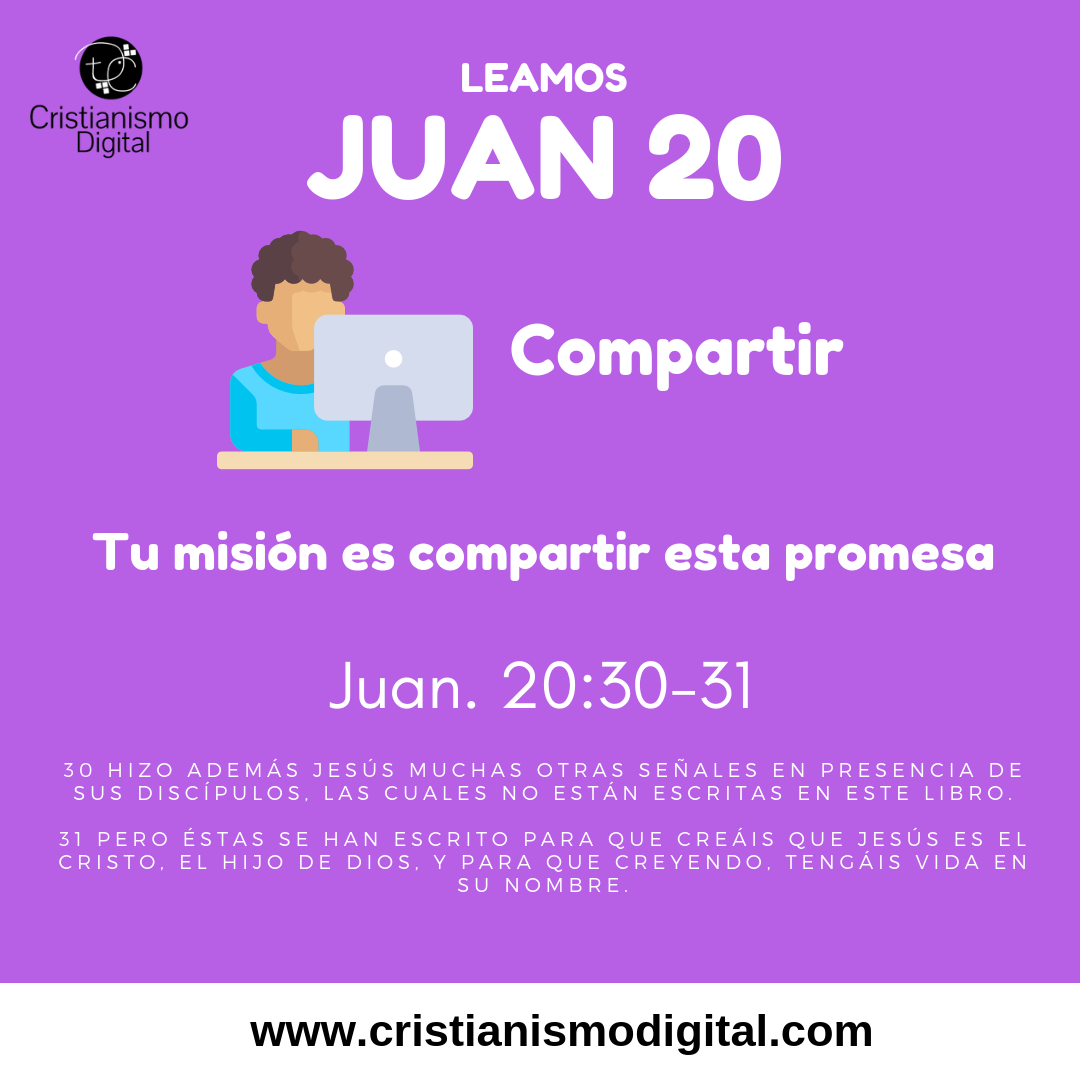 Cristianismo
Digital
LEAMOS
JUAN 20
Compartir
Tu misión es compartir esta promesa
Juan. 20:30-31
30 HIZO ADEMÁS JESÚS MUCHAS OTRAS SEÑALES EN PRESENCIA DE
SUS DISCÍPULOS, LAS CUALES NO ESTÁN ESCRITAS EN ESTE LIBRO.
31 PERO ÉSTAS SE HAN ESCRITO PARA QUE CREÁIS QUE JESÚS ES EL
CRISTO, EL HIJO DE DIOS, Y PARA QUE CREYENDO, TENGÁIS VIDA EN
SU NOMBRE.
www.cristianismodigital.com